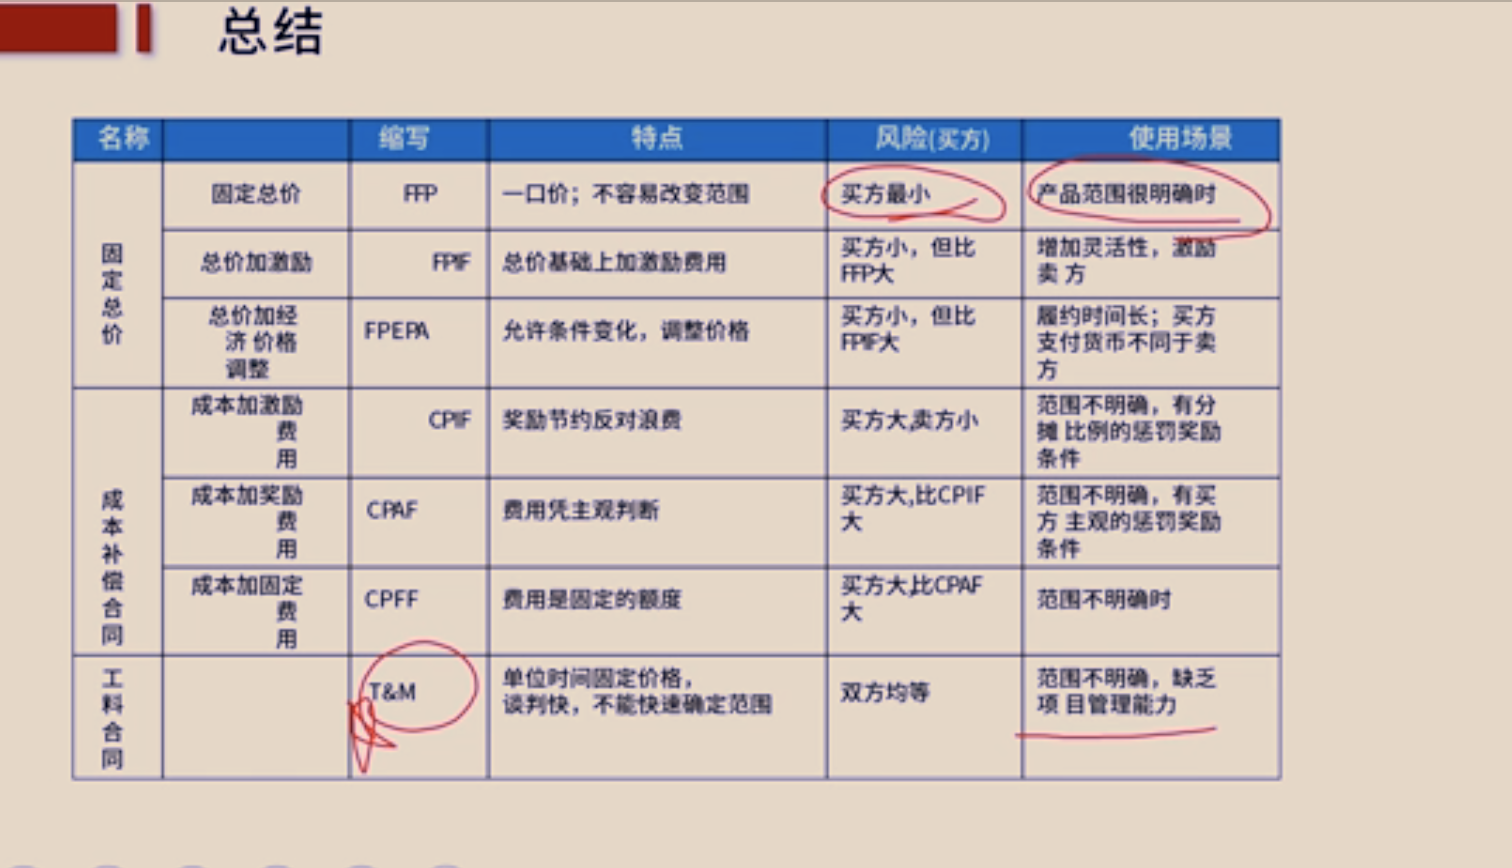 总结
名称 缩写 特点 风险(买方) 使用场景
固定总价
固定总价 FFP 一口价；不容易改变范围 买方最小 产品范围很明确时
总价加激励 FPIF 总价基础上加激励费用
买方小，但比
FFP大
增加灵活性，激励
卖 方
总价加经
济 价格
调整
FPEPA 允许条件变化，调整价格
买方小，但比
FPIF大
履约时间长；买方
支付货币不同于卖
方
成本补偿合同
成本加激励
费
用
CPIF 奖励节约反对浪费 买方大,卖方小
范围不明确，有分
摊 比例的惩罚奖励
条件
成本加奖励
费
用
CPAF 费用凭主观判断
买方大,比CPIF
大
范围不明确，有买
方 主观的惩罚奖励
条件
成本加固定
费
用
CPFF 费用是固定的额度
买方大,比CPAF
大
范围不明确时
工料合同
T&M
单位时间固定价格，
谈判快，不能快速确定范围
双方均等
范围不明确，缺乏
项 目管理能力